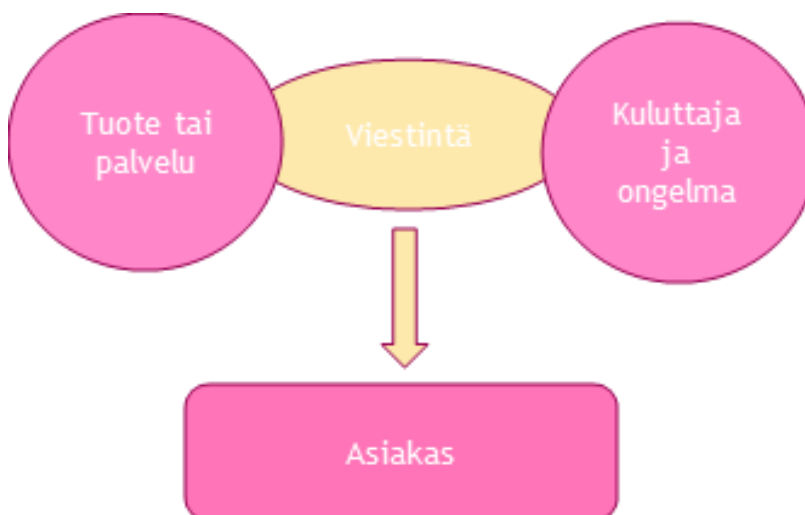 Tuote tai
palvelu
Viestintä
Kuluttaja
ja
ongelma
Asiakas